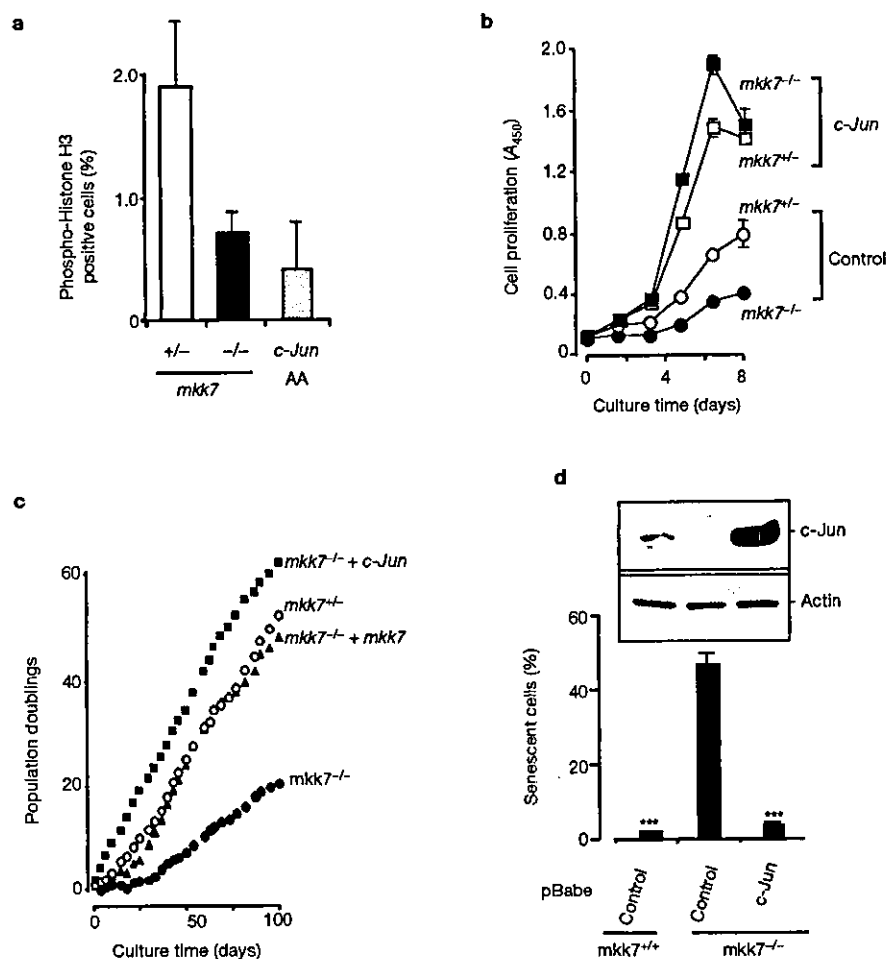 a
2.0
1.0
0
Phospho-Histone H3
positive cells (%)
+/– –/– c-Jun
mkk7 AA
b
2.0
1.6
1.2
0.8
0.4
0
Cell proliferation (A450)
0 4 8
Culture time (days)
mkk7–/–
mkk7+/–
c-Jun
mkk7+/–
mkk7–/–
Control
c
60
40
20
0
Population doublings
0 50 100
Culture time (days)
mkk7–/– + c-Jun
mkk7+/–
mkk7–/– + mkk7
mkk7–/–
d
c-Jun
Actin
60
40
20
0
Senescent cells (%)
*** ***
pBabe Control Control c-Jun
mkk7+/+ mkk7–/–